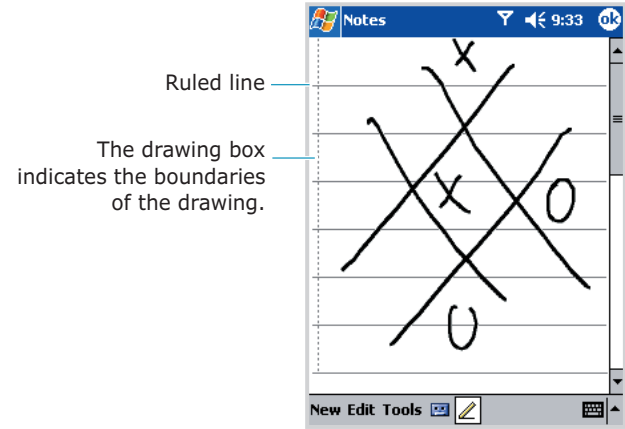 Notes 9:33 ok
X
Ruled line
The drawing box
indicates the boundaries
of the drawing.
X O
O
New Edit Tools